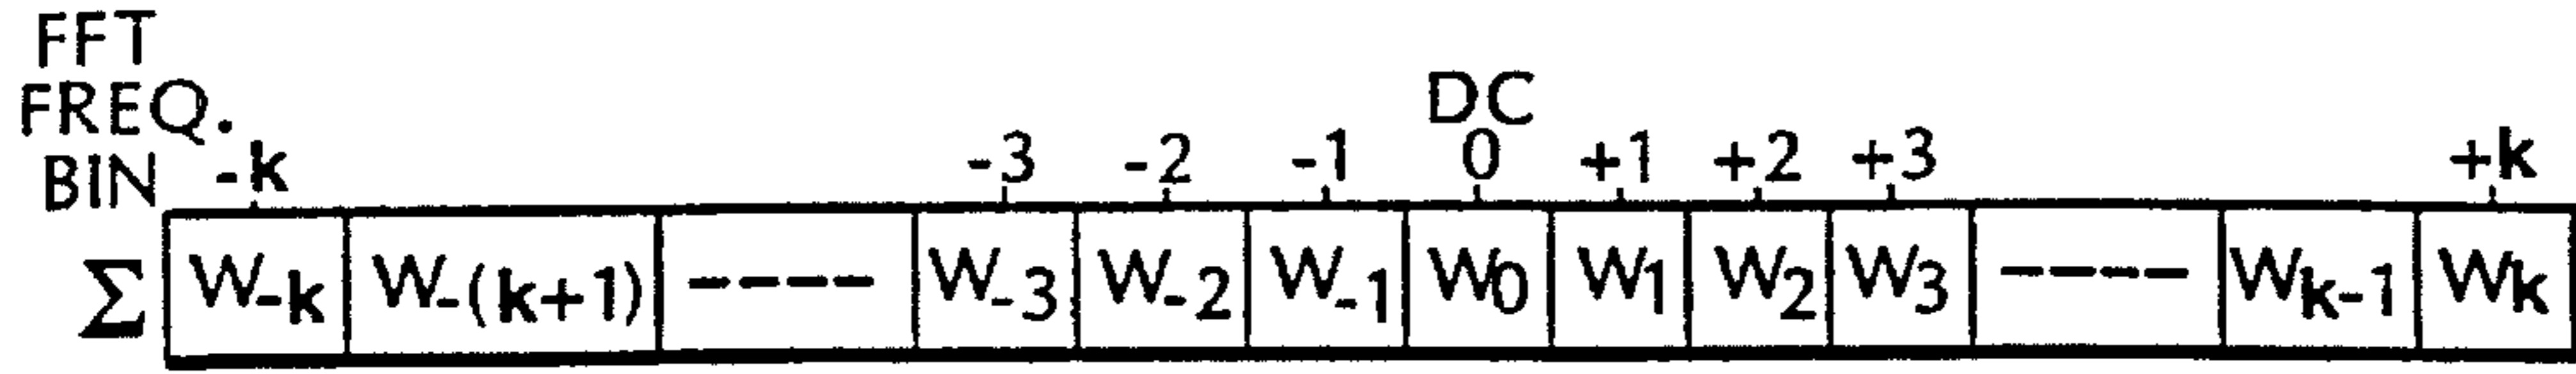 FFT
FREQ. DC
BIN -k -3 -2 -1 0 +1 +2 +3 +k
Σ W-k W-(k+1) ---- W-3 W-2 W-1 W0 W1 W2 W3 ---- Wk-1 Wk